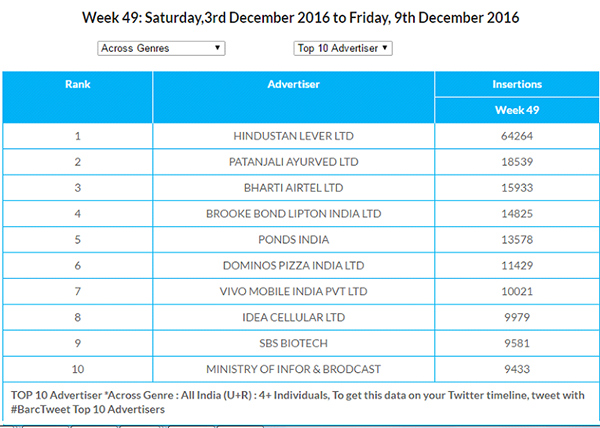 Week 49: Saturday,3rd December 2016 to Friday, 9th December 2016
Across Genres Top 10 Advertiser
Rank Advertiser Insertions
Week 49
1 HINDUSTAN LEVER LTD 64264
2 PATANJALI AYURVED LTD 18539
3 BHARTI AIRTEL LTD 15933
4 BROOKE BOND LIPTON INDIA LTD 14825
5 PONDS INDIA 13578
6 DOMINOS PIZZA INDIA LTD 11429
7 VIVO MOBILE INDIA PVT LTD 10021
8 IDEA CELLULAR LTD 9979
9 SBS BIOTECH 9581
10 MINISTRY OF INFOR & BRODCAST 9433
TOP 10 Advertiser *Across Genre : All India (U+R) : 4+ Individuals, To get this data on your Twitter timeline, tweet with
#BarcTweet Top 10 Advertisers